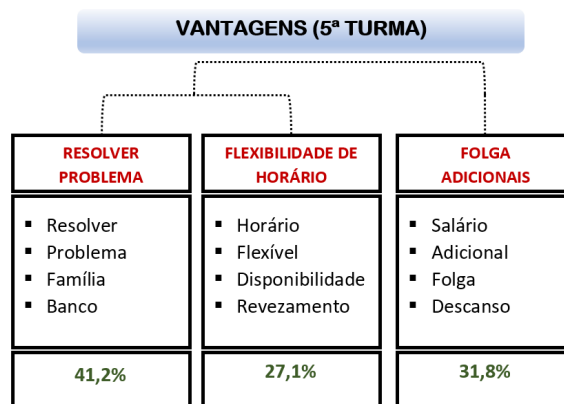 VANTAGENS (5ª TURMA)
RESOLVER
PROBLEMA
▪ Resolver
▪ Problema
▪ Família
▪ Banco
41,2%
FLEXIBILIDADE DE
HORÁRIO
▪ Horário
▪ Flexível
▪ Disponibilidade
▪ Revezamento
27,1%
FOLGA
ADICIONAIS
▪ Salário
▪ Adicional
▪ Folga
▪ Descanso
31,8%